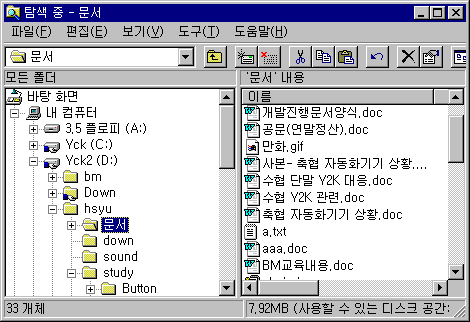 탐색 중 - 문서
파일(F) 편집(E) 보기(V) 도구(T) 도움말(H)
문서
모든 폴더
'문서' 내용
바탕 화면
내 컴퓨터
3,5 플로피 (A:)
Yck (C:)
Yck2 (D:)
bm
Down
hsyu
문서
down
sound
study
Button
이름
개발진행문서양식,doc
공문(연말정산),doc
만화,gif
사본- 축협 자동화기기 상황,...
수협 단말 Y2K 대응,doc
수협 Y2K 관련,doc
축협 자동화기기 상황,doc
a,txt
aaa,doc
BM교육내용,doc
33 개체
7,92MB (사용할 수 있는 디스크 공간: